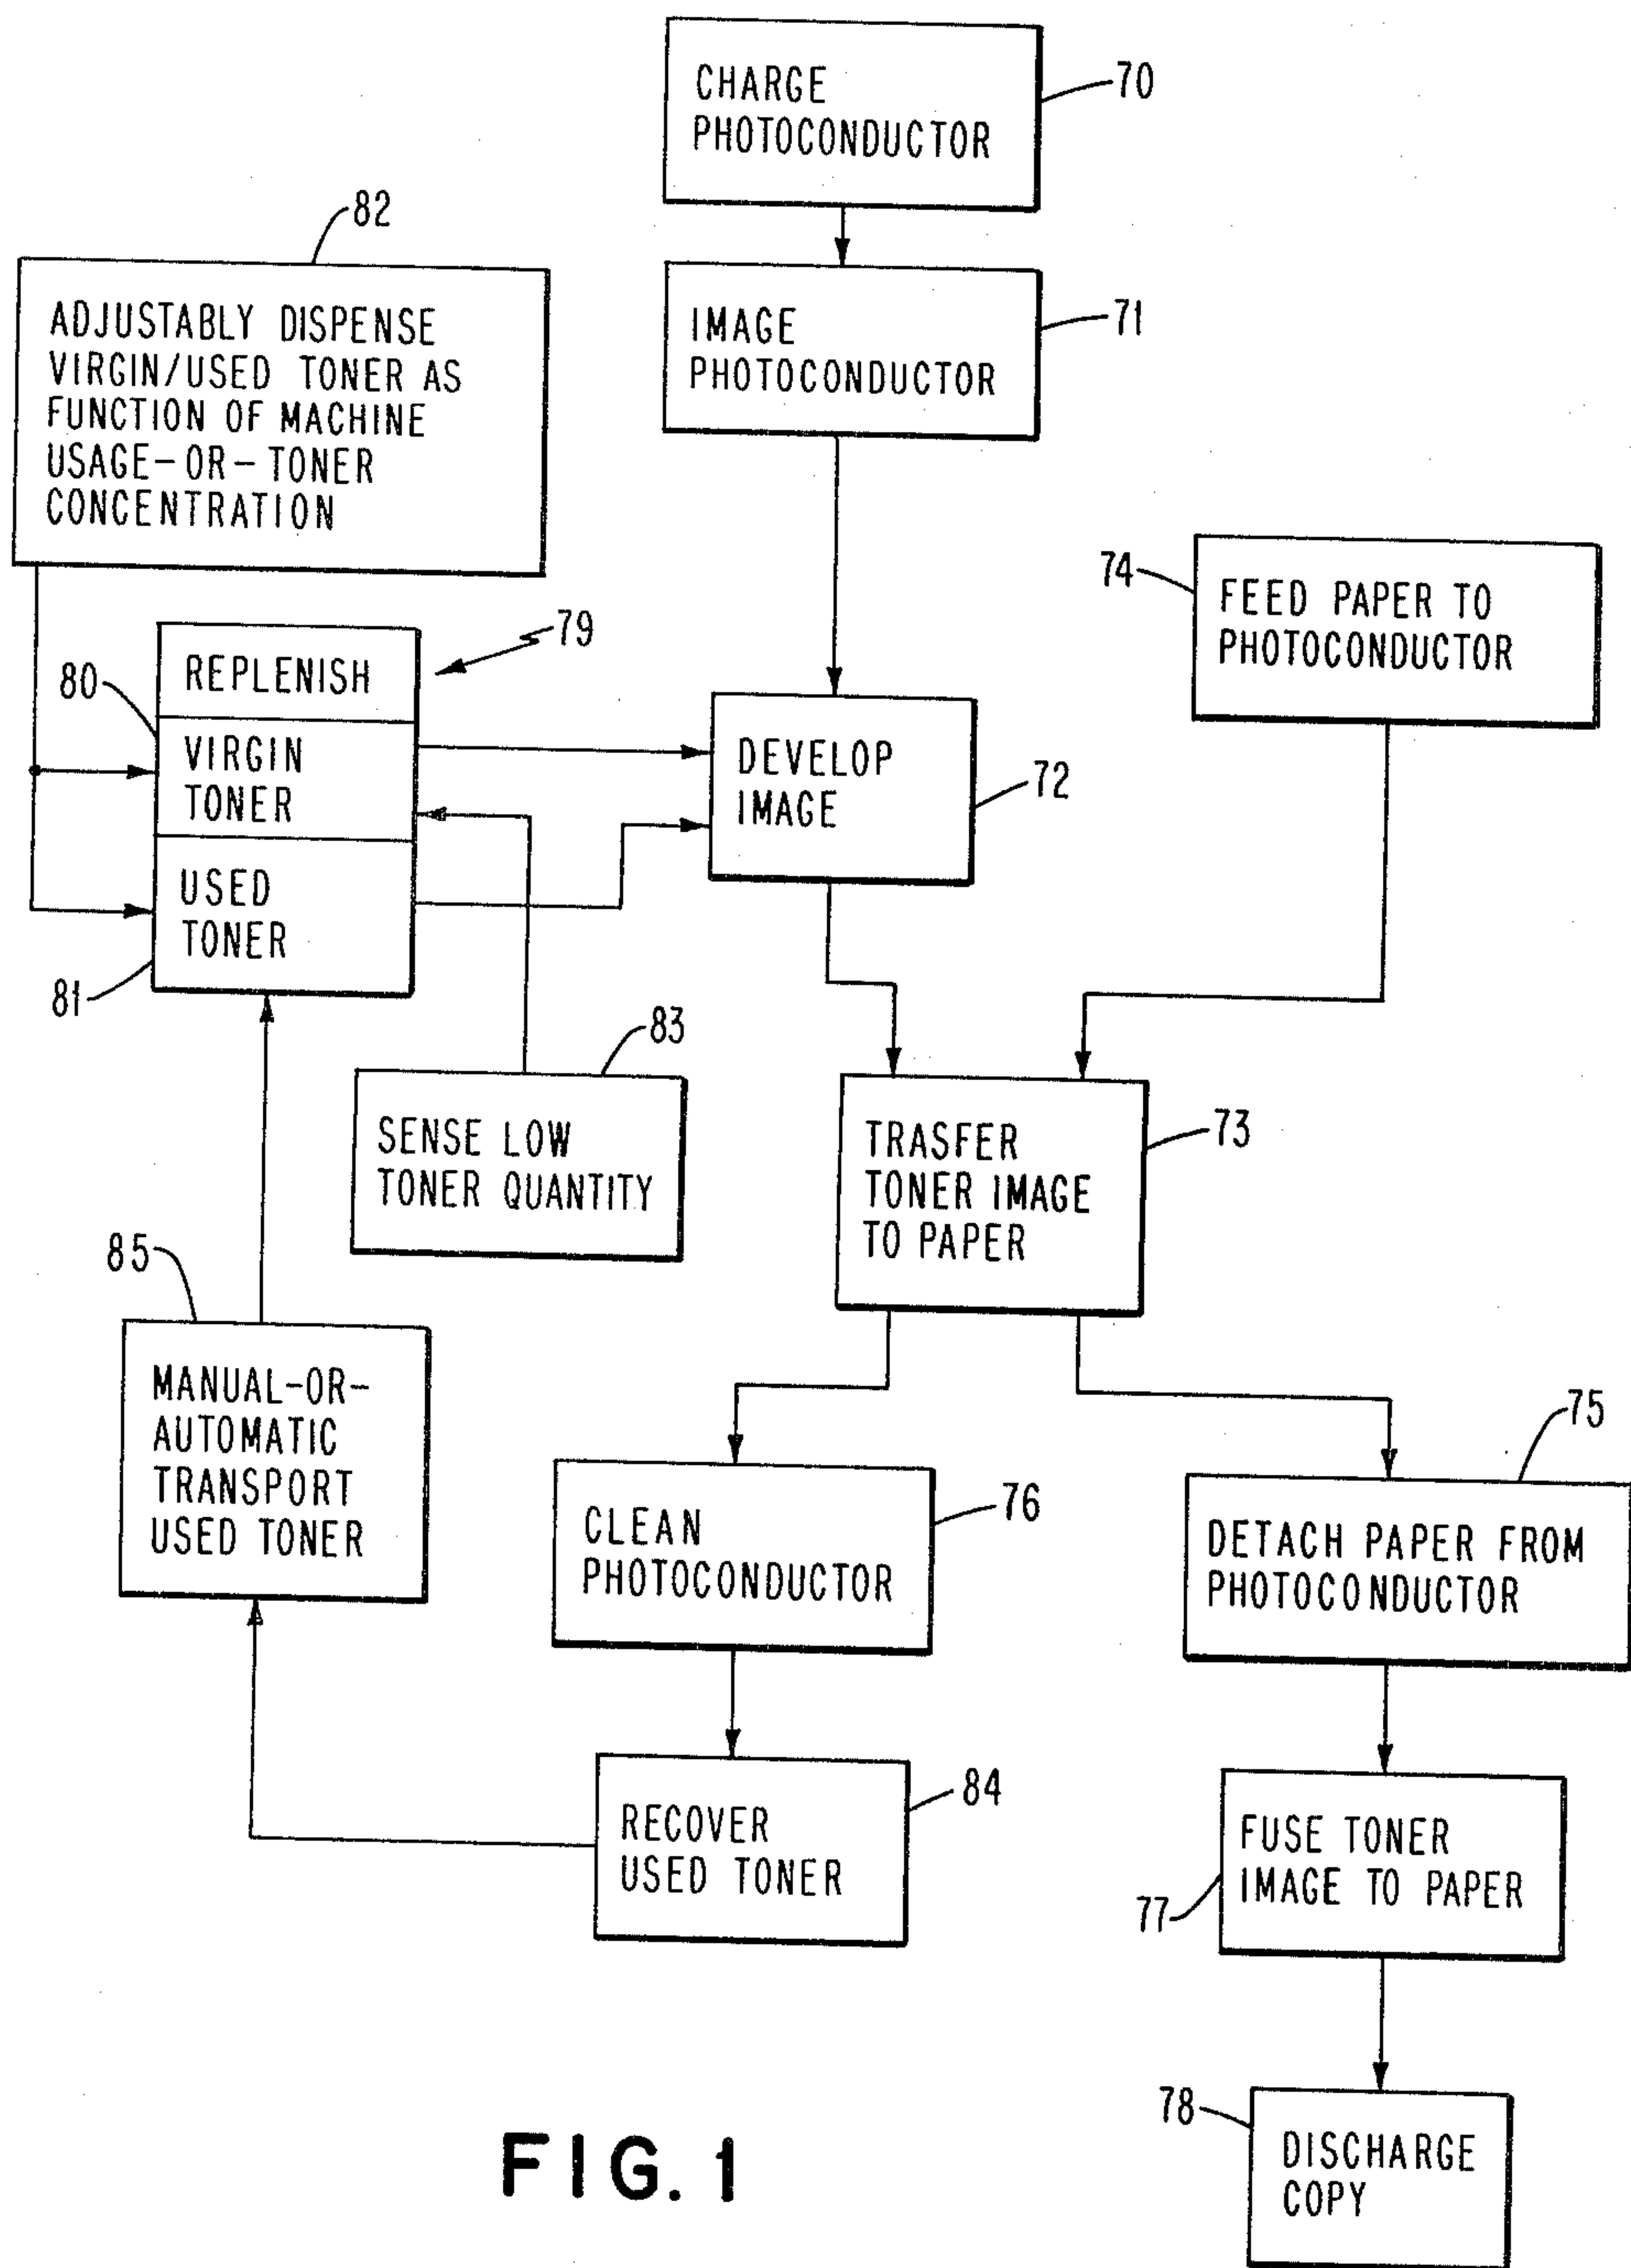 CHARGE
PHOTOCONDUCTOR
70
82
ADJUSTABLY DISPENSE
VIRGIN/USED TONER AS
FUNCTION OF MACHINE
USAGE-OR-TONER
CONCENTRATION
IMAGE
PHOTOCONDUCTOR
71
74
FEED PAPER TO
PHOTOCONDUCTOR
79
REPLENISH
80
VIRGIN
TONER
USED
TONER
81
DEVELOP
IMAGE
72
83
SENSE LOW
TONER QUANTITY
TRASFER
TONER IMAGE
TO PAPER
73
85
MANUAL-OR-
AUTOMATIC
TRANSPORT
USED TONER
CLEAN
PHOTOCONDUCTOR
76
75
DETACH PAPER FROM
PHOTOCONDUCTOR
RECOVER
USED TONER
84
FUSE TONER
IMAGE TO PAPER
77
78
DISCHARGE
COPY
FIG. 1